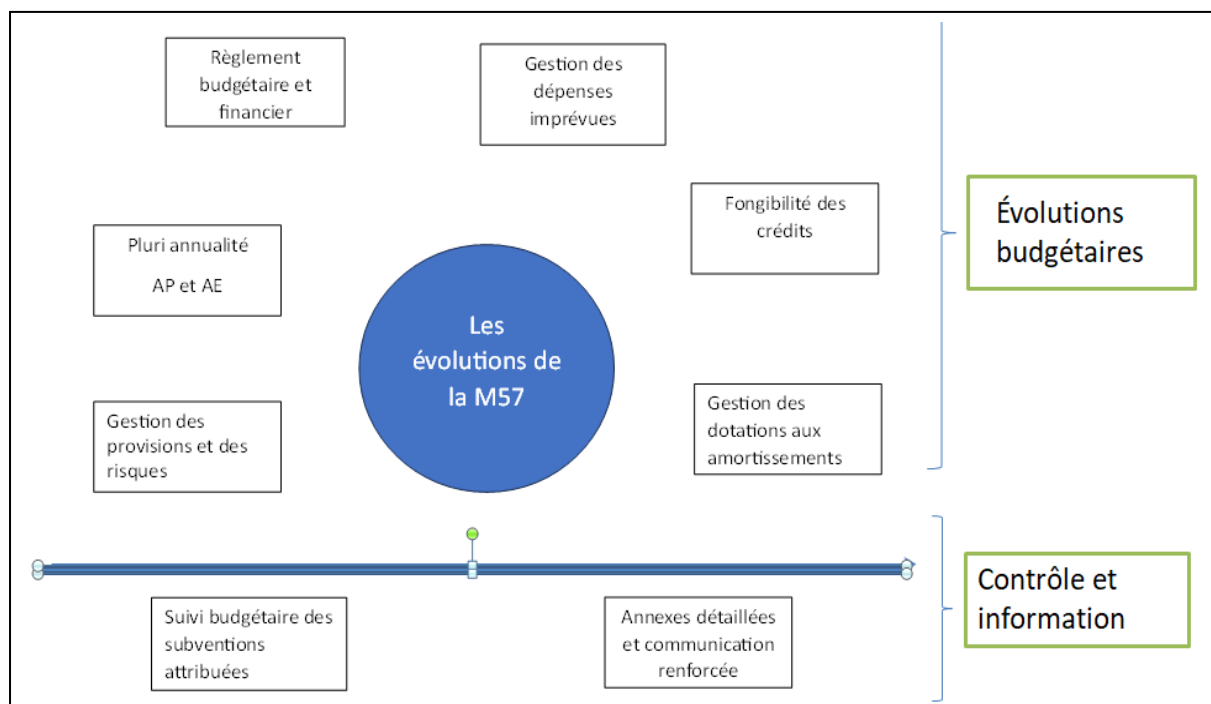 Règlement
budgétaire et
financier
Gestion des
dépenses
imprévues
Fongibilité des
crédits
Évolutions
budgétaires
Pluri annualité
AP et AE
Les
évolutions de
la M57
Gestion des
provisions et des
risques
Gestion des
dotations aux
amortissements
Suivi budgétaire des
subventions
attribuées
Annexes détaillées
et communication
renforcée
Contrôle et
information